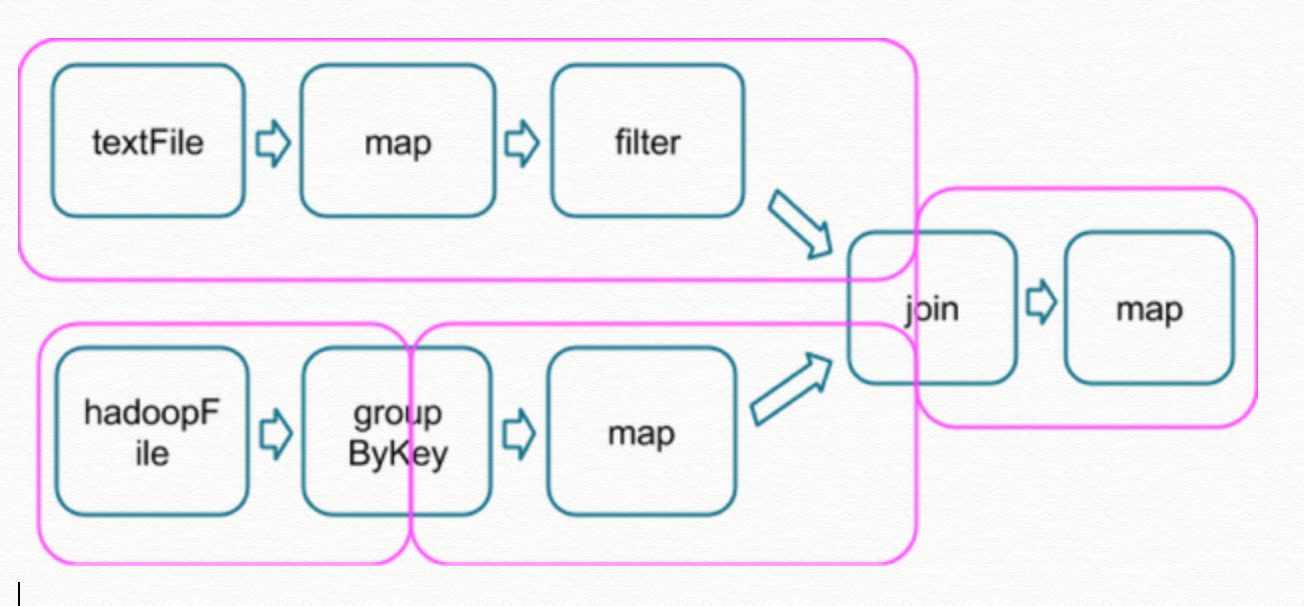 textFile
map
filter
join
map
hadoopF
ile
group
ByKey
map